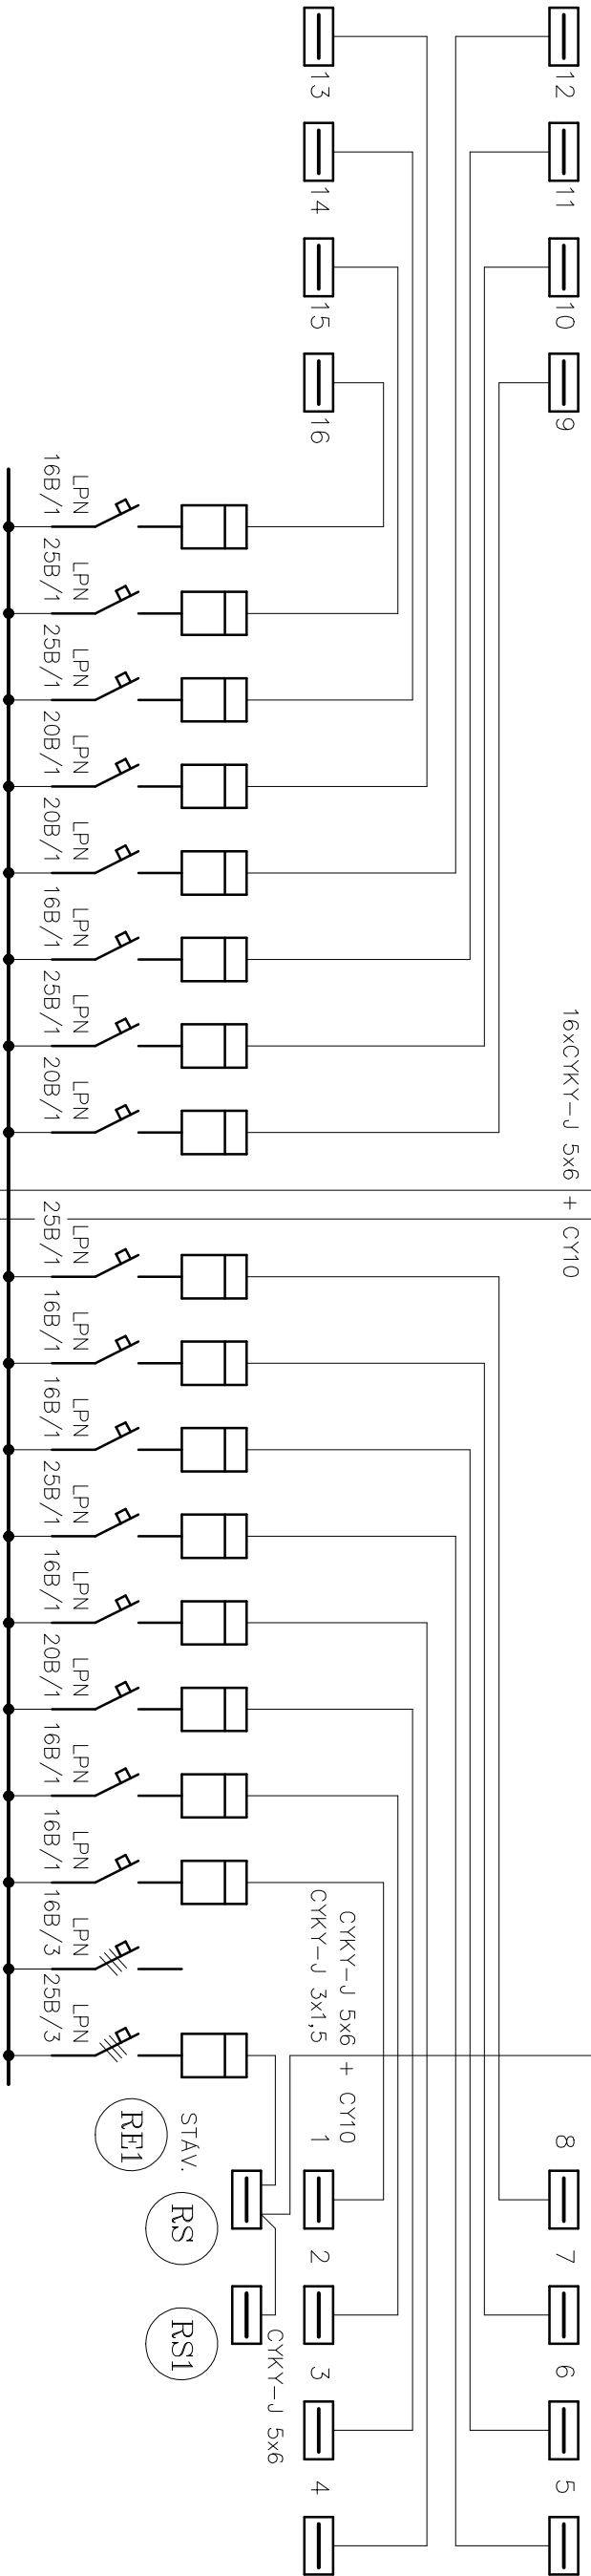 12 11 10 9
16xCYKY-J 5x6 + CY10
8 7 6 5
13 14 15 16
CYKY-J 5x6 + CY10
CYKY-J 3x1,5
1 2 3 4
CYKY-J 5x6
STÁV.
RS RS1
RE1
LPN LPN LPN LPN LPN LPN LPN LPN LPN LPN LPN LPN LPN LPN LPN LPN LPN LPN
16B/1 25B/1 25B/1 20B/1 20B/1 16B/1 25B/1 20B/1 25B/1 16B/1 16B/1 25B/1 16B/1 20B/1 16B/1 16B/1 16B/3 25B/3